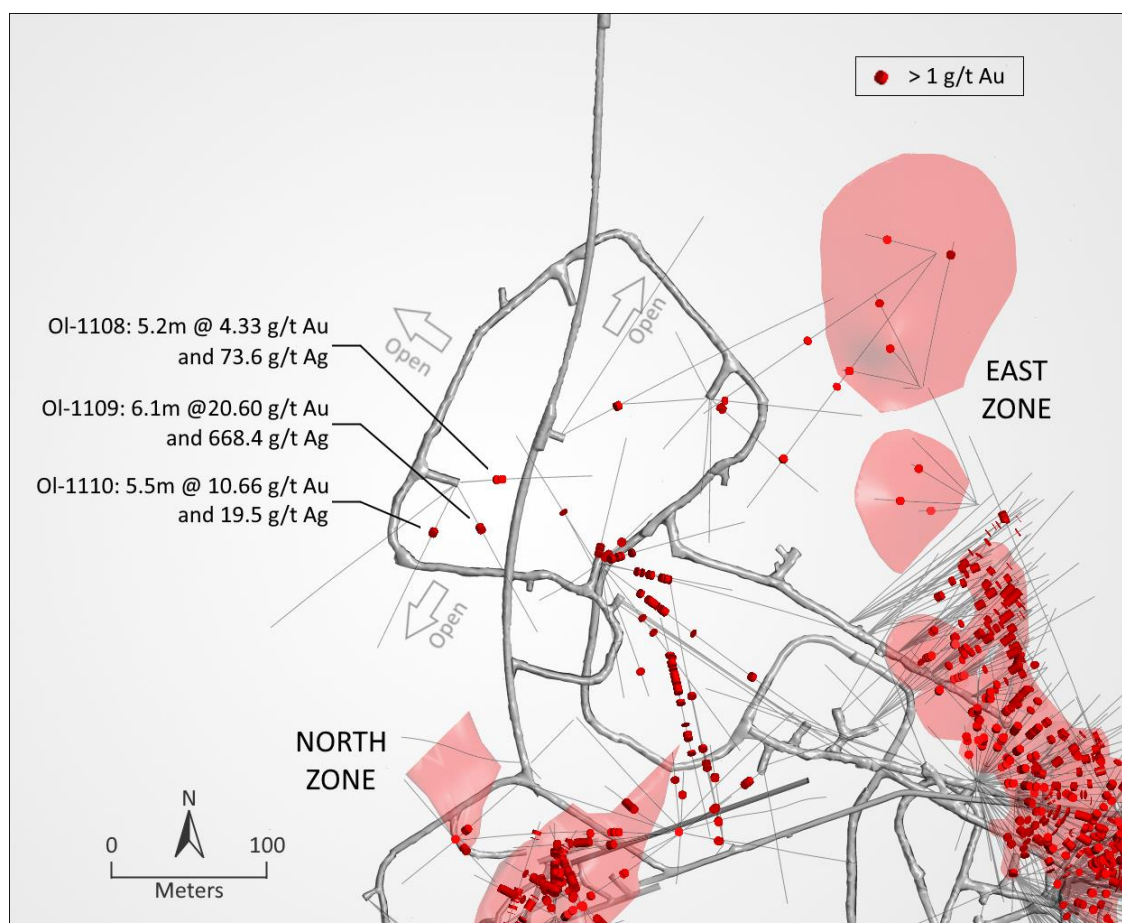 > 1 g/t Au
Open
Open
Ol-1108: 5.2m @ 4.33 g/t Au
and 73.6 g/t Ag
Ol-1109: 6.1m @20.60 g/t Au
and 668.4 g/t Ag
Ol-1110: 5.5m @ 10.66 g/t Au
and 19.5 g/t Ag
EAST
ZONE
Open
NORTH
ZONE
N
0 100
Meters